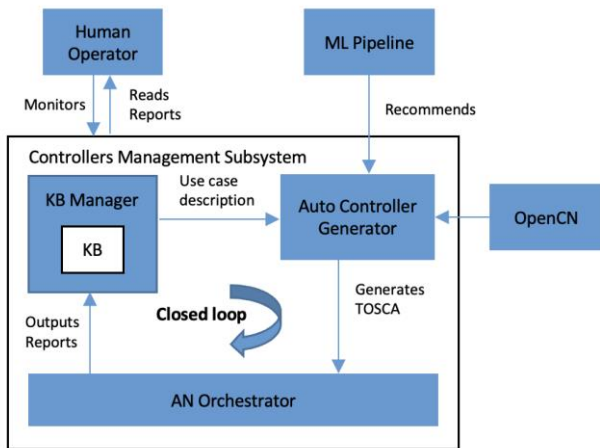 Human
Operator
ML Pipeline
Monitors
Reads
Reports
Recommends
Controllers Management Subsystem
KB Manager
KB
Use case
description
Auto Controller
Generator
OpenCN
Closed loop
Generates
TOSCA
Outputs
Reports
AN Orchestrator